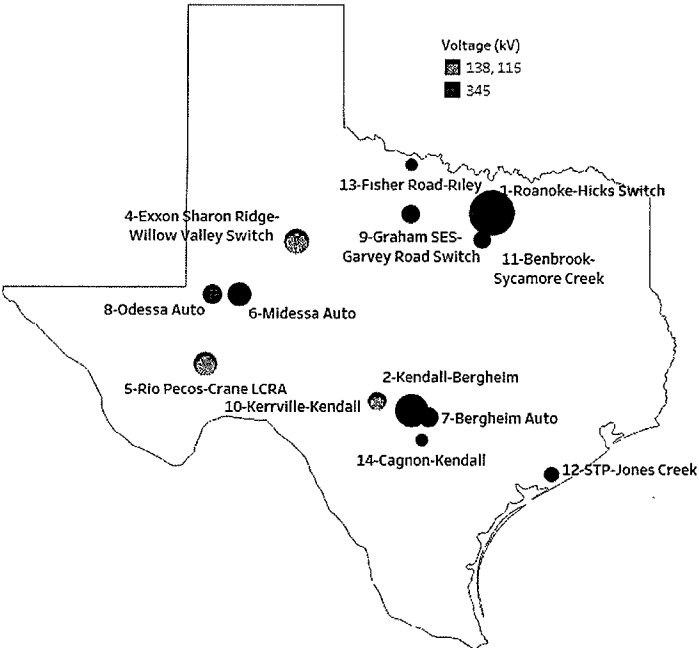 Voltage (kV)
138, 115
345
13-Fisher Road-Riley
1-Roanoke-Hicks Switch
4-Exxon Sharon Ridge-
Willow Valley Switch
9-Graham SES-
Garvey Road Switch
11-Benbrook-
Sycamore Creek
8-Odessa Auto
6-Midessa Auto
5-Rio Pecos-Crane LCRA
2-Kendall-Bergheim
10-Kerrville-Kendall
7-Bergheim Auto
14-Cagnon-Kendall
12-STP-Jones Creek